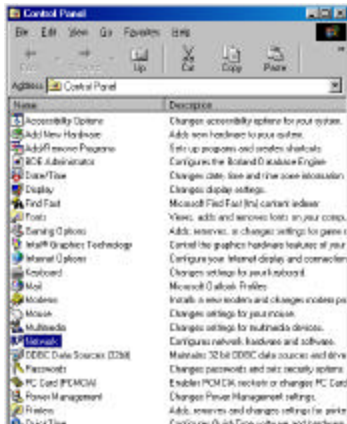 Control Panel
File Edit View Go Favorites Help
Up Cut Copy Paste
Address Control Panel
Name Description
Accessibility Options Changes accessibility options for your system.
Add New Hardware Adds new hardware to your system.
Add/Remove Programs Sets up programs and creates shortcuts
BDE Administrator Configures the Borland Database Engine
Date/Time Changes date, time and time zone information
Display Changes display settings.
Find Fast Microsoft Find Fast (tm) content indexer
Fonts Views, adds and removes fonts on your compu
Gaming Options Adds, removes, or changes settings for game c
Intel® Graphics Technology Control the graphics hardware features of your
Internet Options Configure your Internet display and connection
Keyboard Changes settings for your keyboard.
Mail Microsoft Outlook Profiles
Modems Installs a new modem and changes modem pro
Mouse Changes settings for your mouse.
Multimedia Changes settings for multimedia devices.
Network Configures network hardware and software.
ODBC Data Sources (32bit) Maintains 32 bit ODBC data sources and drive
Passwords Changes passwords and sets security options
PC Card (PCMCIA) Enables PCMCIA sockets or changes PC Card
Power Management Changes Power Management settings.
Printers Adds, removes and changes settings for printe
QuickTime Configures QuickTime software and hardware